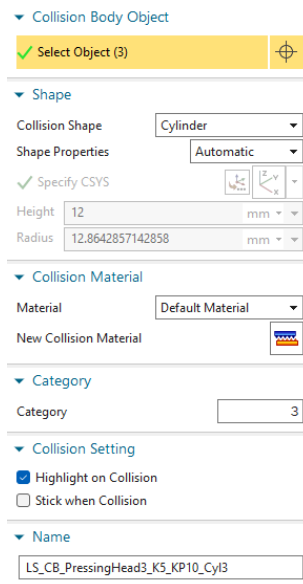 Collision Body Object
Select Object (3)
Shape
Collision Shape Cylinder
Shape Properties Automatic
Specify CSYS
Height 12 mm
Radius 12.8642857142858 mm
Collision Material
Material Default Material
New Collision Material
Category
Category 3
Collision Setting
Highlight on Collision
Stick when Collision
Name
LS_CB_PressingHead3_K5_KP10_Cyl3